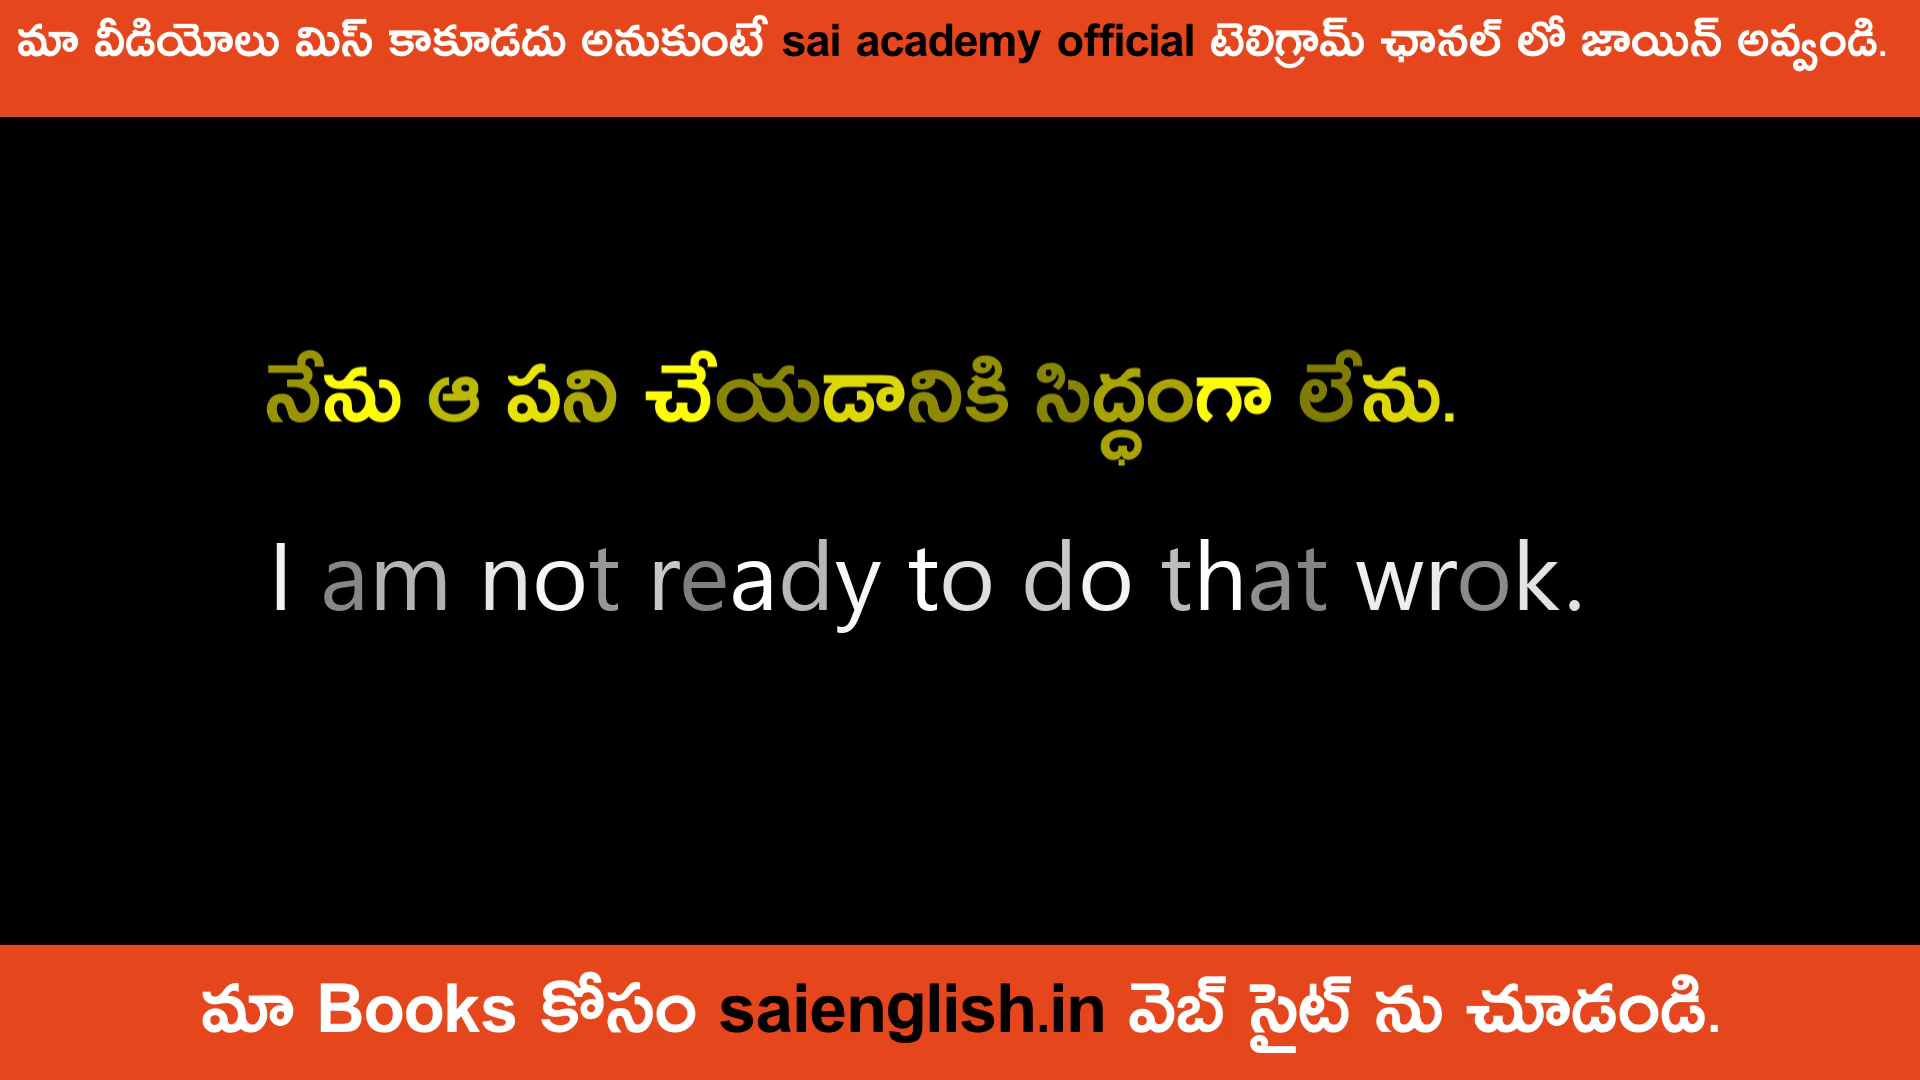 మా వీడియోలు మిస్ కాకూడదు అనుకుంటే sai academy official టెలిగ్రామ్ ఛానల్ లో జాయిన్ అవ్వండి.
నేను ఆ పని చేయడానికి సిద్ధంగా లేను.
I am not ready to do that wrok.
మా Books కోసం saienglish.in వెబ్ సైట్ ను చూడండి.